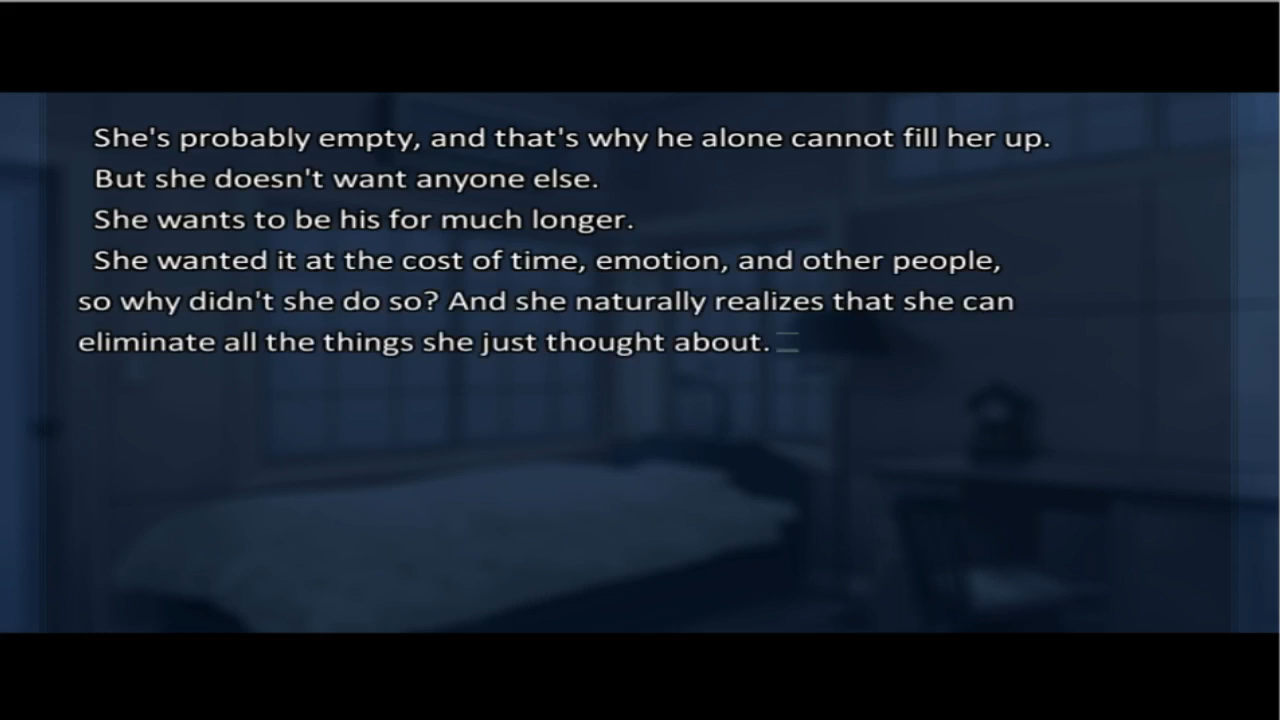 She's probably empty, and that's why he alone cannot fill her up.
But she doesn't want anyone else.
She wants to be his for much longer.
She wanted it at the cost of time, emotion, and other people,
so why didn't she do so? And she naturally realizes that she can
eliminate all the things she just thought about.